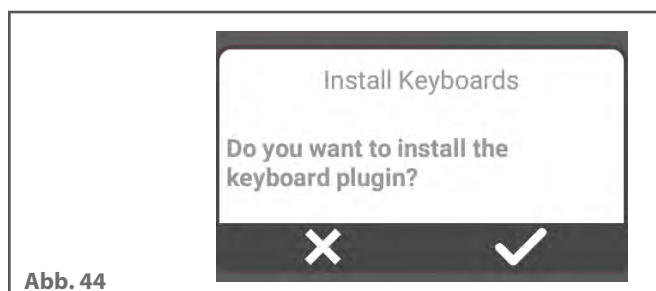 Install Keyboards
Do you want to install the
keyboard plugin?
Abb. 44